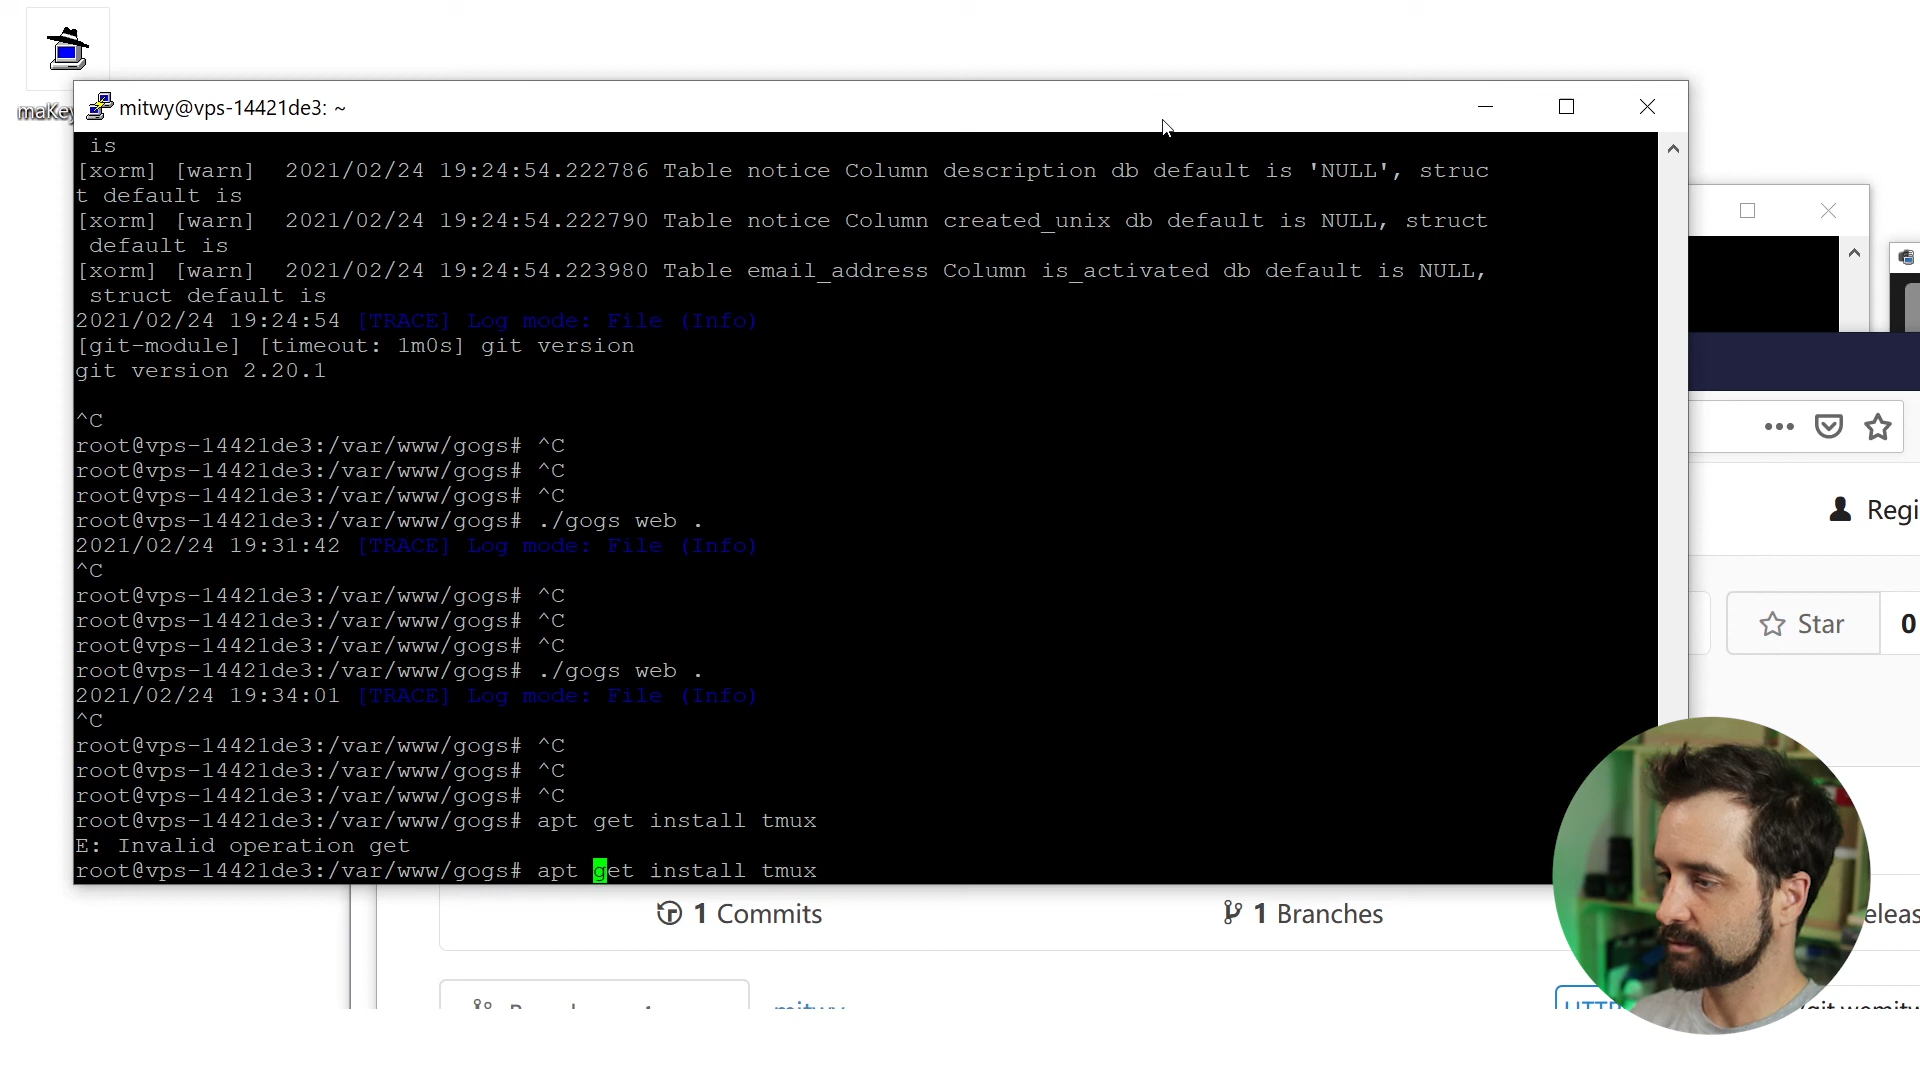 maKey
mitwy@vps-14421de3: ~
is
[xorm] [warn]  2021/02/24 19:24:54.222786 Table notice Column description db default is 'NULL', struc
t default is
[xorm] [warn]  2021/02/24 19:24:54.222790 Table notice Column created_unix db default is NULL, struct
default is
[xorm] [warn]  2021/02/24 19:24:54.223980 Table email_address Column is_activated db default is NULL,
struct default is
2021/02/24 19:24:54 [TRACE] Log mode: File (Info)
[git-module] [timeout: 1m0s] git version
git version 2.20.1
^C
root@vps-14421de3:/var/www/gogs# ^C
root@vps-14421de3:/var/www/gogs# ^C
root@vps-14421de3:/var/www/gogs# ^C
root@vps-14421de3:/var/www/gogs# ./gogs web .
2021/02/24 19:31:42 [TRACE] Log mode: File (Info)
^C
root@vps-14421de3:/var/www/gogs# ^C
root@vps-14421de3:/var/www/gogs# ^C
root@vps-14421de3:/var/www/gogs# ^C
root@vps-14421de3:/var/www/gogs# ./gogs web .
2021/02/24 19:34:01 [TRACE] Log mode: File (Info)
^C
root@vps-14421de3:/var/www/gogs# ^C
root@vps-14421de3:/var/www/gogs# ^C
root@vps-14421de3:/var/www/gogs# ^C
root@vps-14421de3:/var/www/gogs# apt get install tmux
E: Invalid operation get
root@vps-14421de3:/var/www/gogs# apt get install tmux
Regi
Star 0
1 Commits
1 Branches
eleas
mitwy